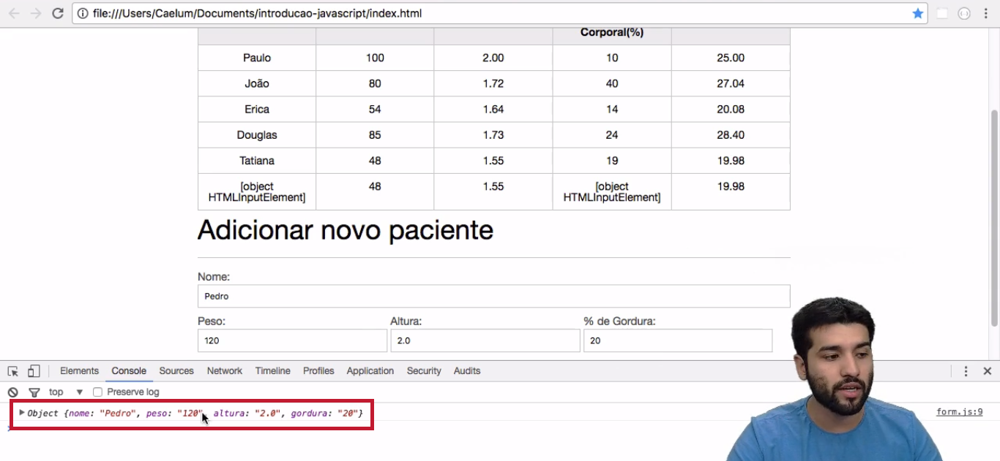 file:///Users/Caelum/Documents/introducao-javascript/index.html
Corporal(%)
Paulo 100 2.00 10 25.00
João 80 1.72 40 27.04
Erica 54 1.64 14 20.08
Douglas 85 1.73 24 28.40
Tatiana 48 1.55 19 19.98
[object HTMLInputElement] 48 1.55 [object HTMLInputElement] 19.98
Adicionar novo paciente
Nome:
Pedro
Peso: Altura: % de Gordura:
120 2.0 20
Elements Console Sources Network Timeline Profiles Application Security Audits
top Preserve log
Object {nome: "Pedro", peso: "120", altura: "2.0", gordura: "20"} form.js:9